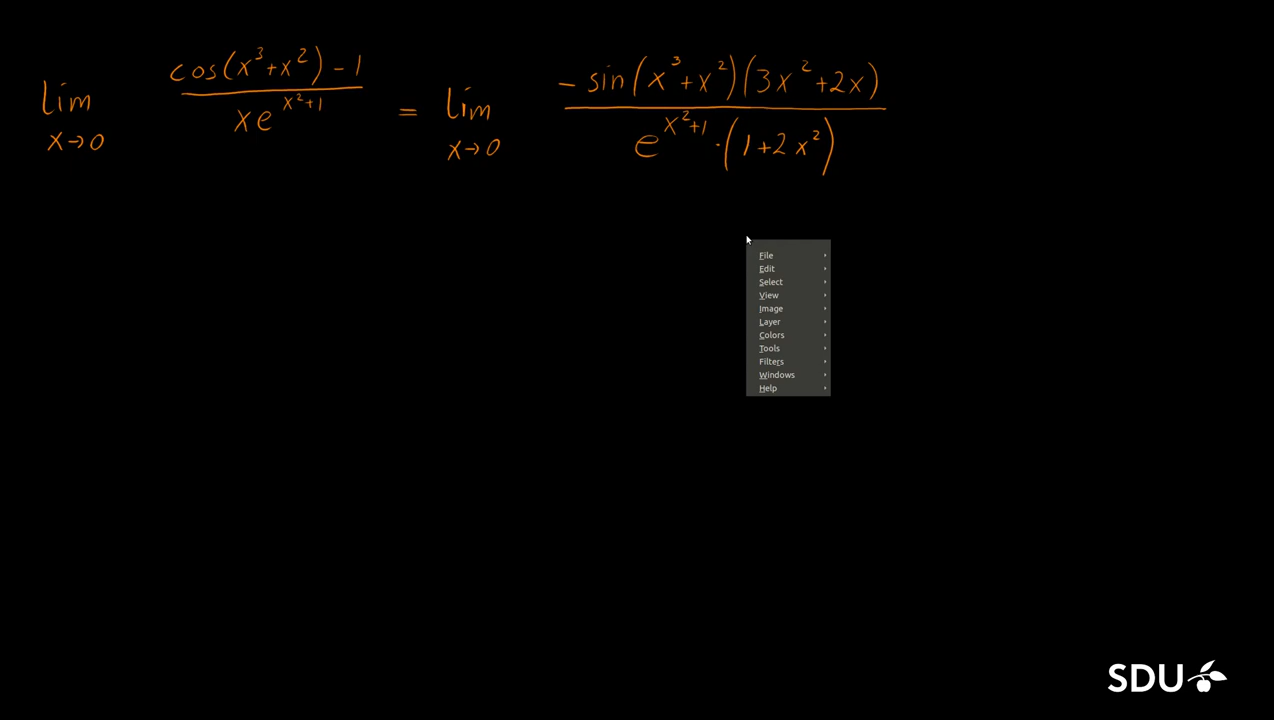 lim x→0 cos(x³+x²)-1 / xe^(x²+1) = lim x→0 -sin(x³+x²)(3x²+2x) / e^(x²+1)·(1+2x²)
File
Edit
Select
View
Image
Layer
Colors
Tools
Filters
Windows
Help
SDU